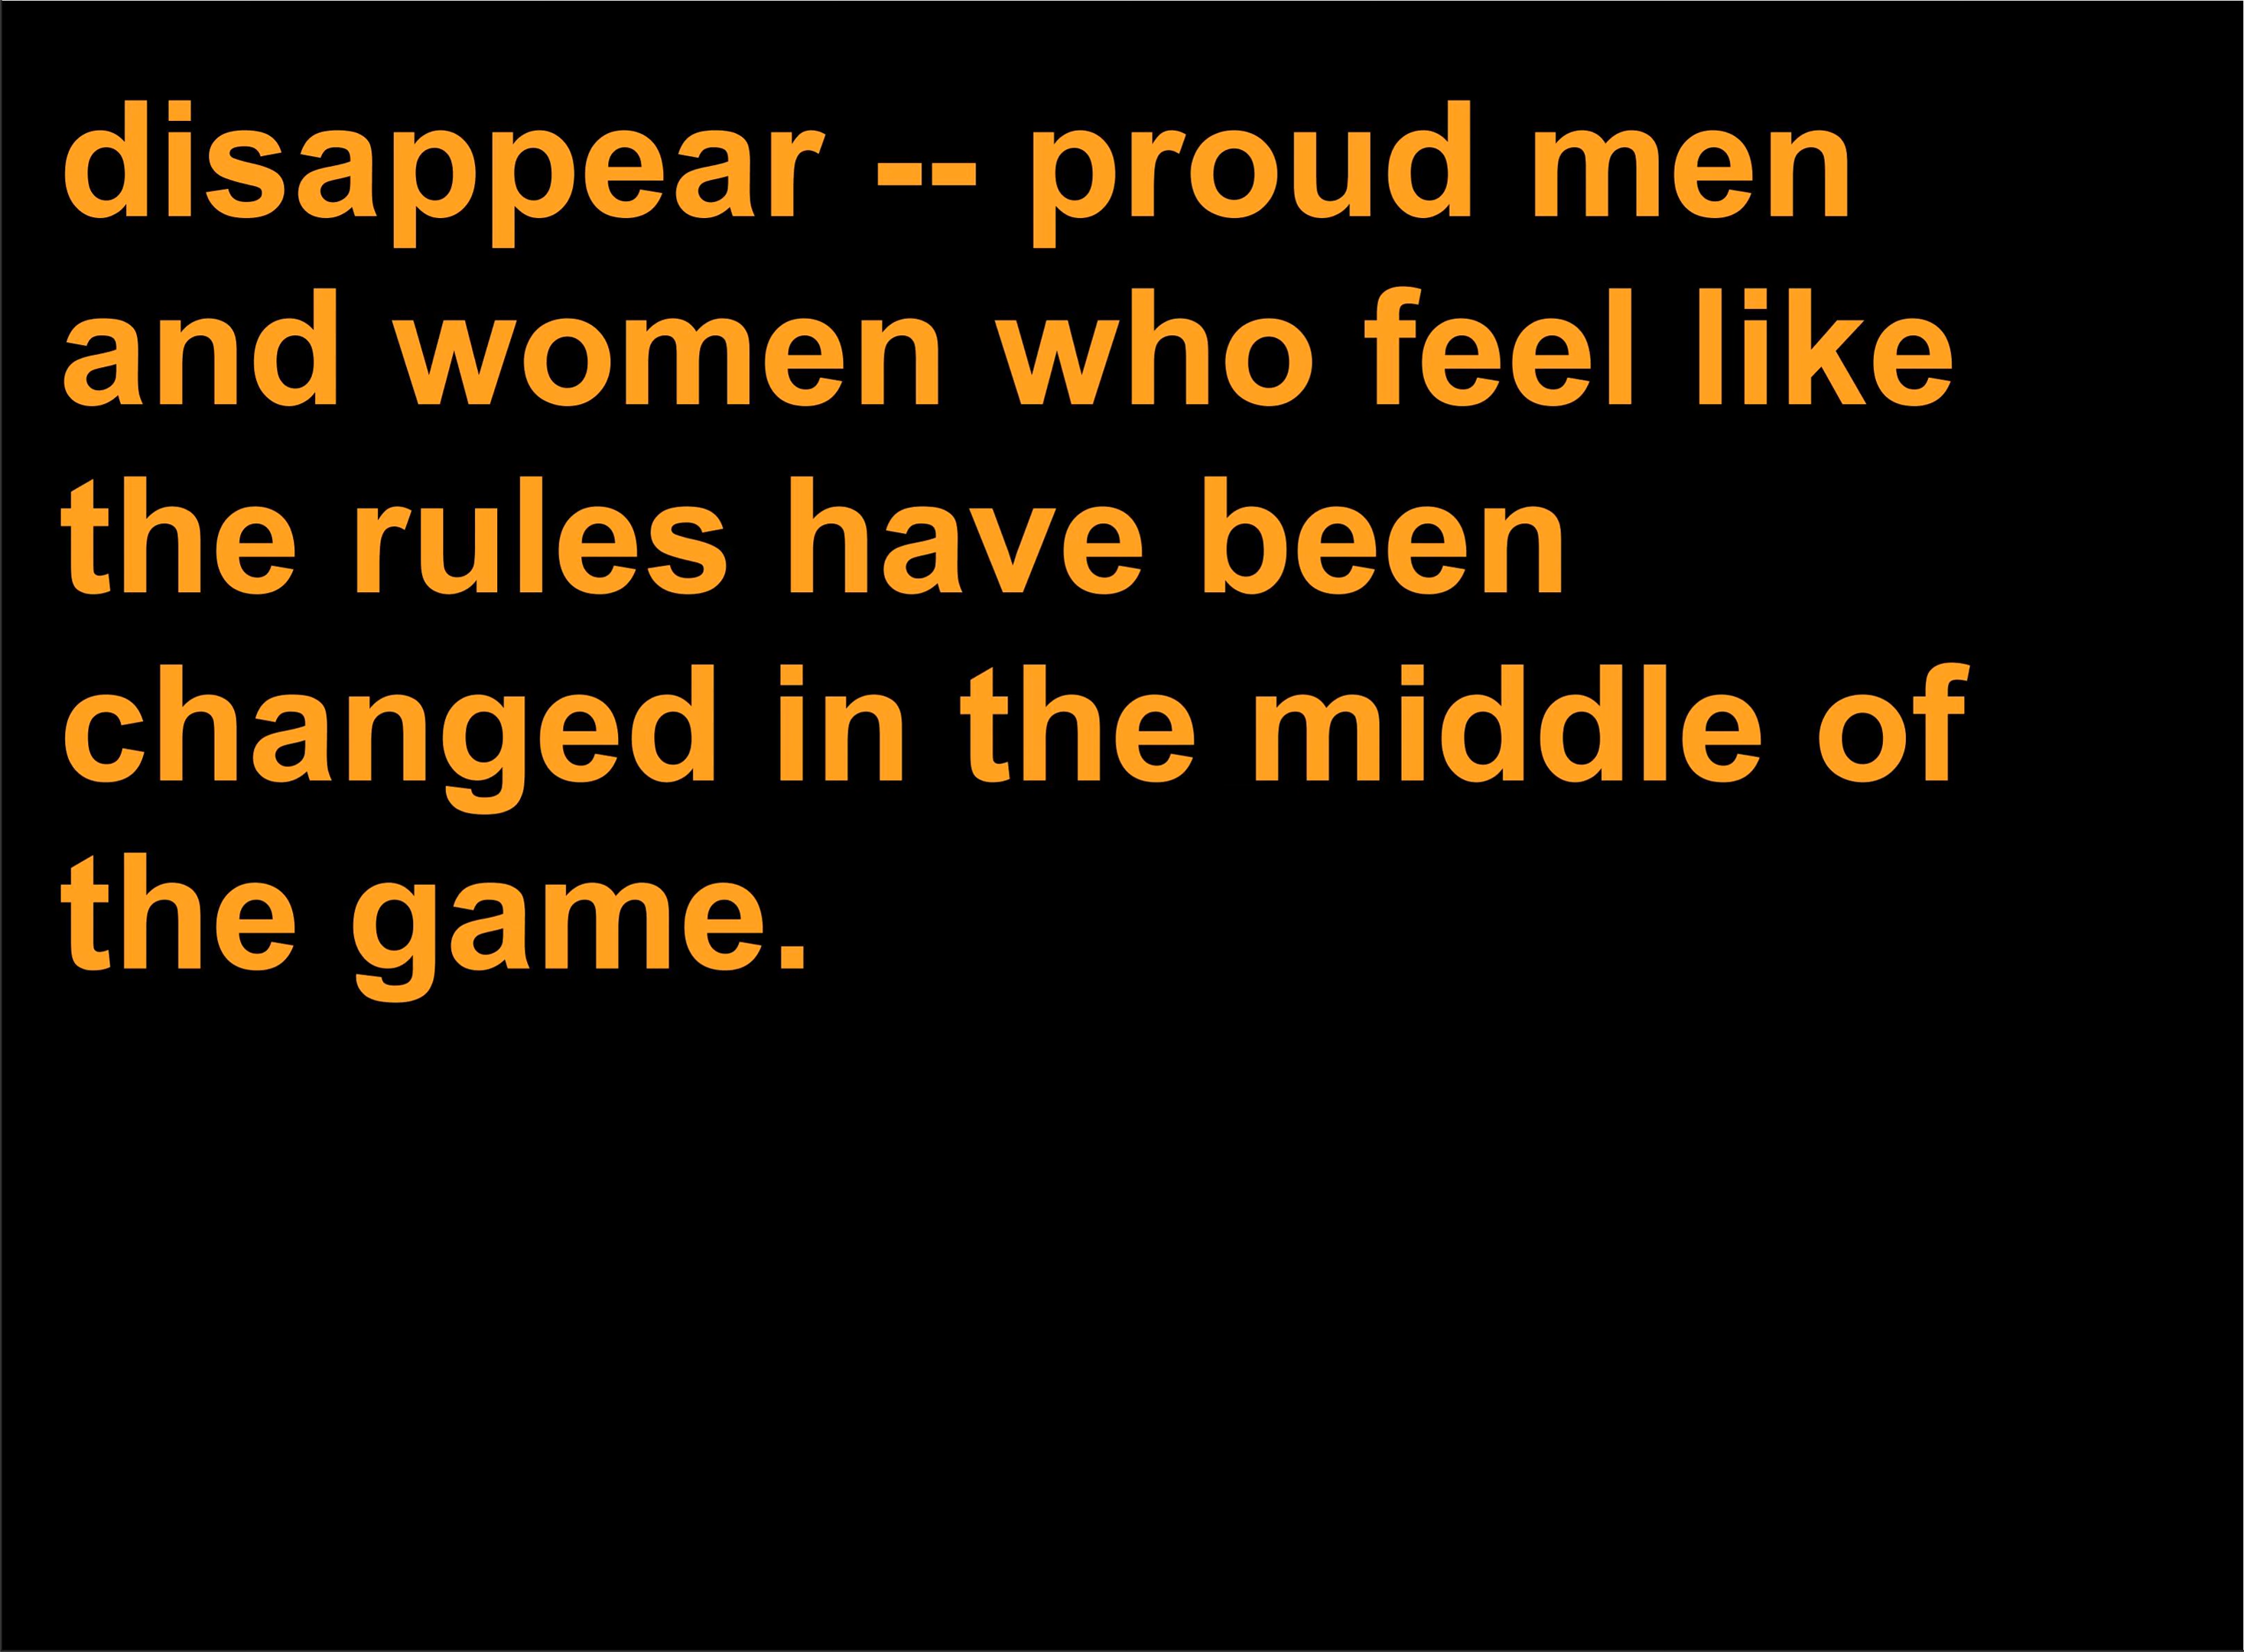 disappear -- proud men
and women who feel like
the rules have been
changed in the middle of
the game.